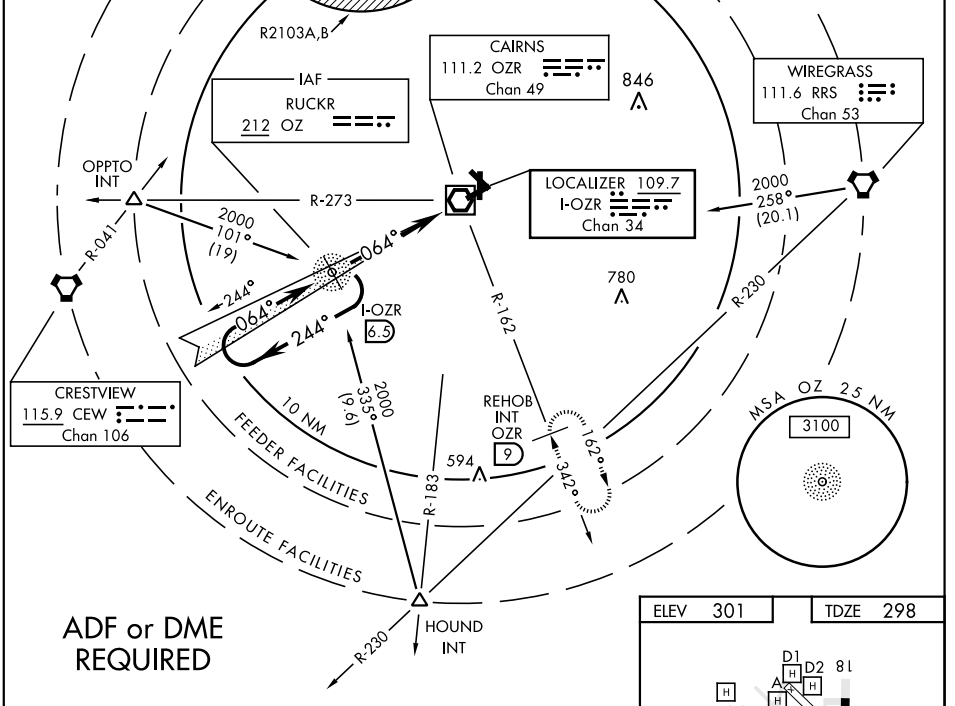 R2103A,B
CAIRNS
111.2 OZR
Chan 49
846
WIREGRASS
111.6 RRS
Chan 53
IAF
RUCKR
212 OZ
OPPTO
INT
R-273
LOCALIZER 109.7
I-OZR
Chan 34
2000
258°
(20.1)
2000
101°
(19)
R-041
064°
244°
064°
244°
I-OZR
6.5
780
R-162
R-230
CRESTVIEW
115.9 CEW
Chan 106
2000
335°
(9.6)
10 NM
REHOB
INT
OZR
9
162°
342°
594
R-183
FEEDER FACILITIES
ENROUTE FACILITIES
MSA OZ 25 NM
3100
HOUND
INT
R-230
ADF or DME
REQUIRED
ELEV 301
TDZE 298
D1
D2
18
A
H
H
H
H